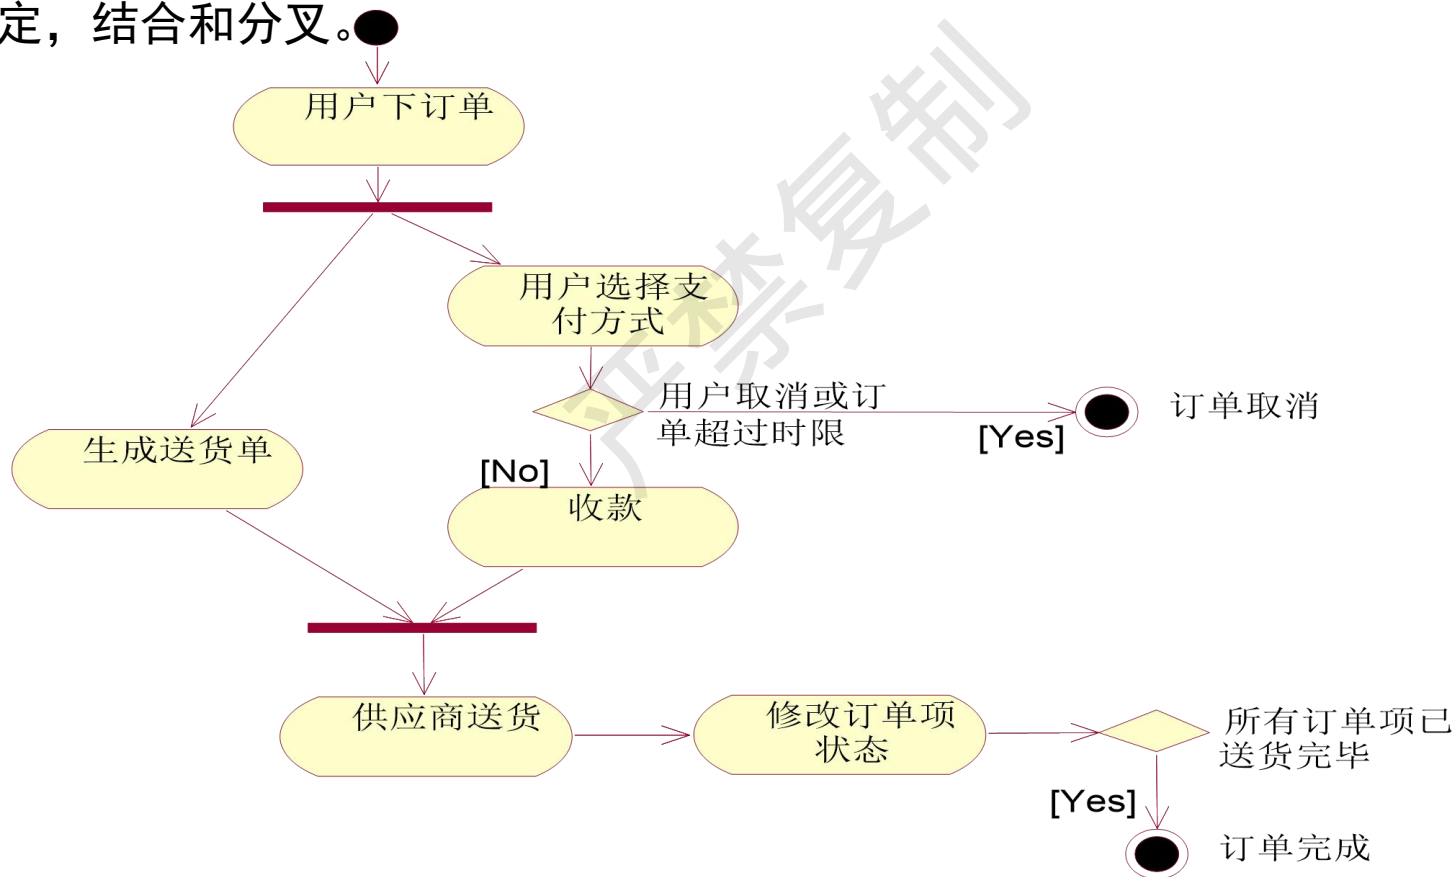 定，结合和分叉。
用户下订单
用户选择支
付方式
用户取消或订
单超过时限
[Yes]
订单取消
生成送货单
[No]
收款
供应商送货
修改订单项
状态
所有订单项已
送货完毕
[Yes]
订单完成
严禁复制